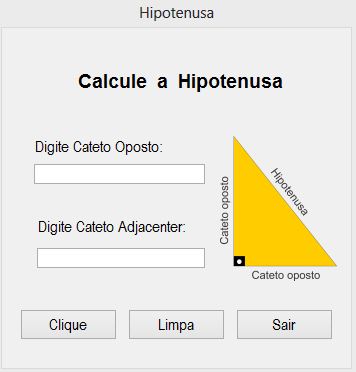 Hipotenusa
Calcule a Hipotenusa
Digite Cateto Oposto:
Digite Cateto Adjacenter:
Cateto oposto
Hipotenusa
Cateto oposto
Clique
Limpa
Sair